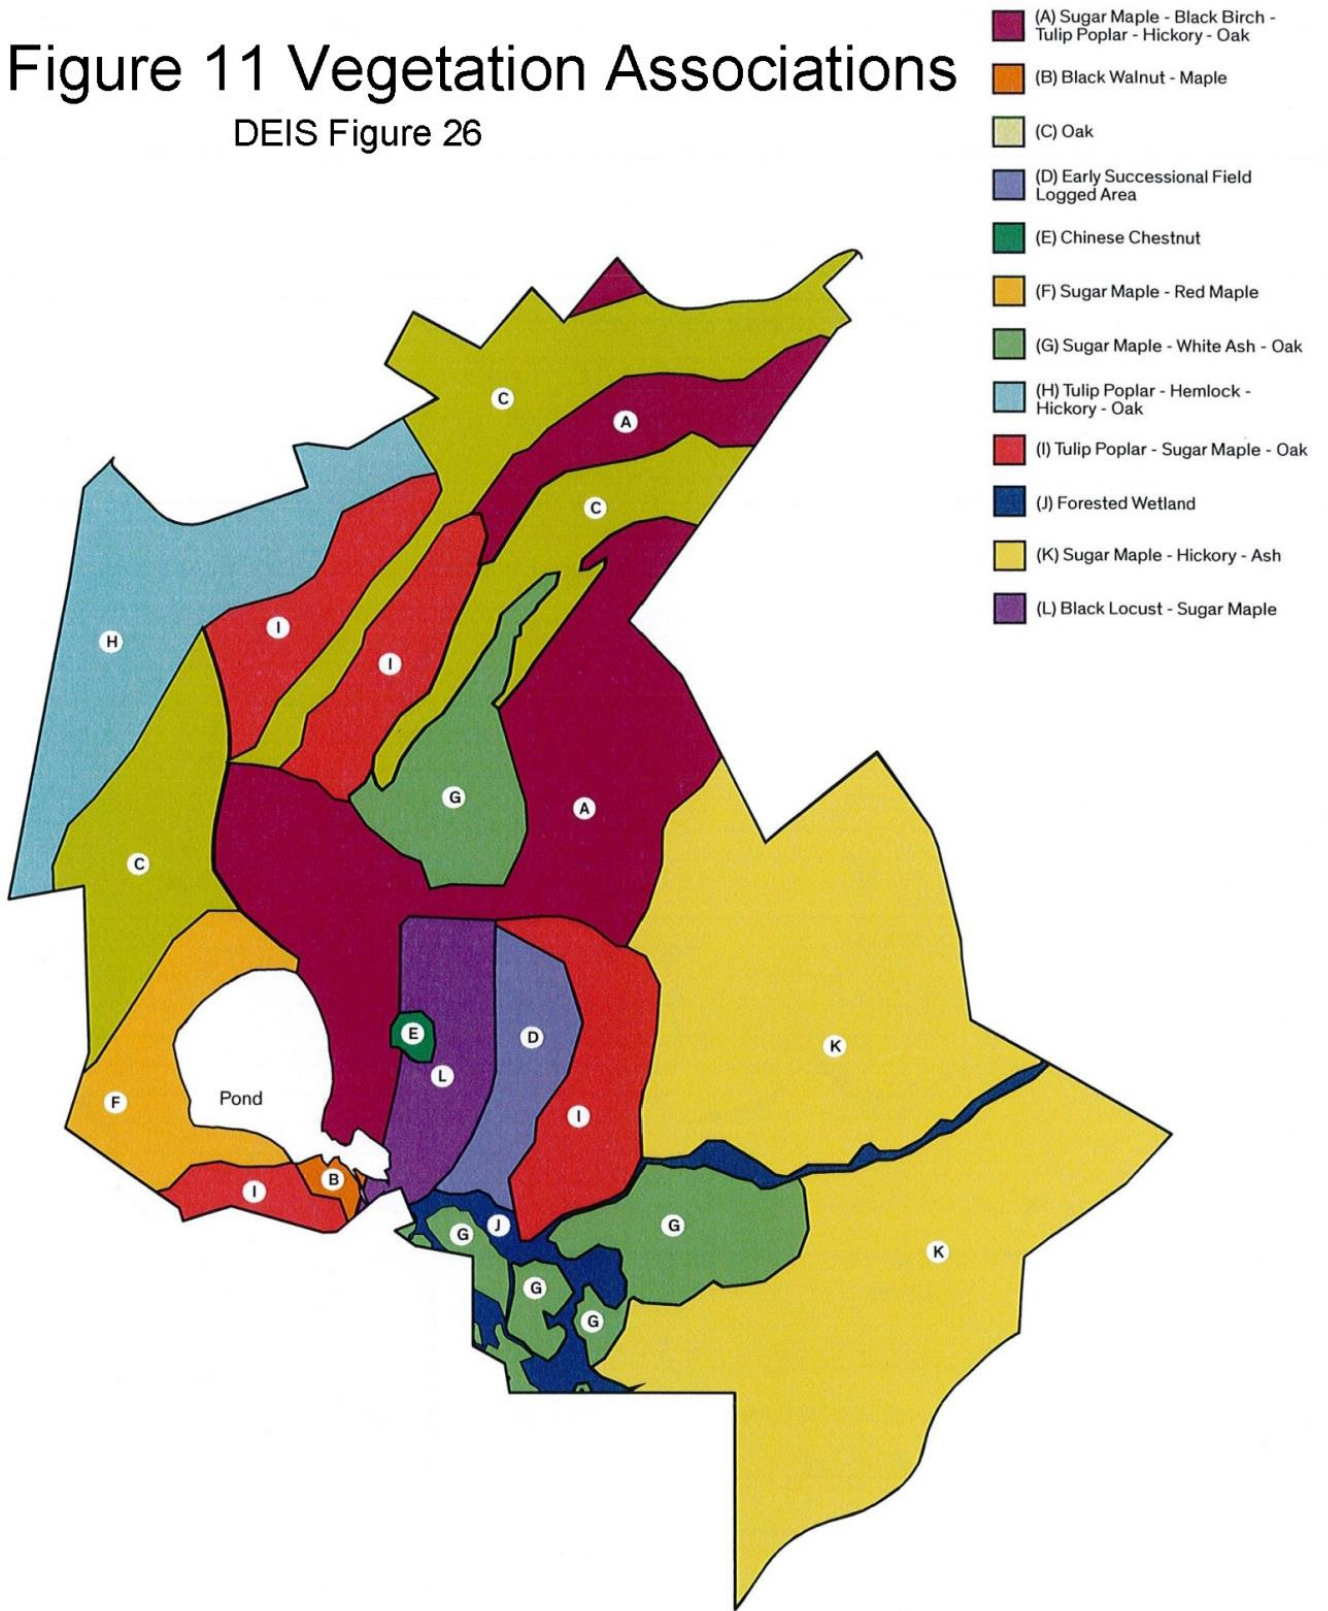 Figure 11 Vegetation Associations
DEIS Figure 26
(A) Sugar Maple - Black Birch -
Tulip Poplar - Hickory - Oak
(B) Black Walnut - Maple
(C) Oak
(D) Early Successional Field
Logged Area
(E) Chinese Chestnut
(F) Sugar Maple - Red Maple
(G) Sugar Maple - White Ash - Oak
(H) Tulip Poplar - Hemlock -
Hickory - Oak
(I) Tulip Poplar - Sugar Maple - Oak
(J) Forested Wetland
(K) Sugar Maple - Hickory - Ash
(L) Black Locust - Sugar Maple
C
A
C
I
H
I
G
A
C
E
D
K
L
Pond
F
I
B
I
J
G
G
K
G
G